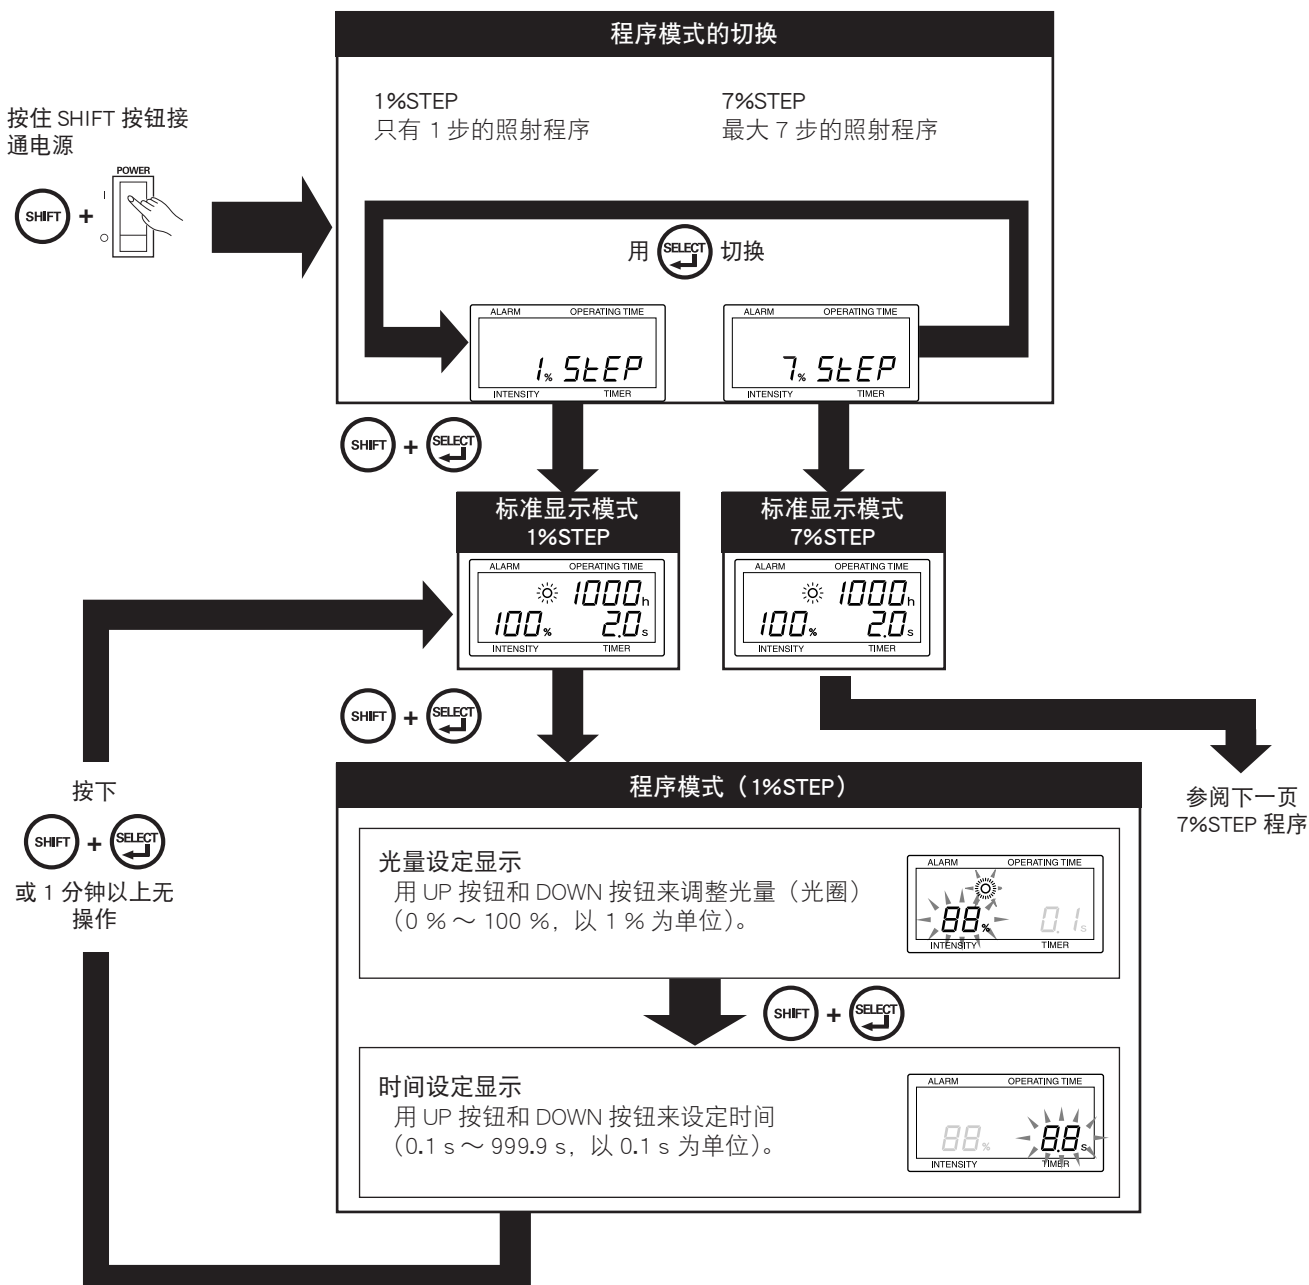 程序模式的切换
按住 SHIFT 按钮接
通电源
POWER
I
○
SHIFT + 
1%STEP
只有 1 步的照射程序
7%STEP
最大 7 步的照射程序
用 SELECT 切换
ALARM OPERATING TIME
1% StEP
INTENSITY TIMER
ALARM OPERATING TIME
7% StEP
INTENSITY TIMER
SHIFT + SELECT
标准显示模式
1%STEP
ALARM OPERATING TIME
1000h
100% 2.0s
INTENSITY TIMER
标准显示模式
7%STEP
ALARM OPERATING TIME
1000h
100% 2.0s
INTENSITY TIMER
SHIFT + SELECT
按下
SHIFT + SELECT
或 1 分钟以上无
操作
参阅下一页
7%STEP 程序
程序模式（1%STEP）
光量设定显示
用 UP 按钮和 DOWN 按钮来调整光量（光圈）
（0 %～ 100 %，以 1 % 为单位）。
ALARM OPERATING TIME
88% 0.1s
INTENSITY TIMER
SHIFT + SELECT
时间设定显示
用 UP 按钮和 DOWN 按钮来设定时间
（0.1 s～ 999.9 s，以 0.1 s 为单位）。
ALARM OPERATING TIME
88% 8.8s
INTENSITY TIMER